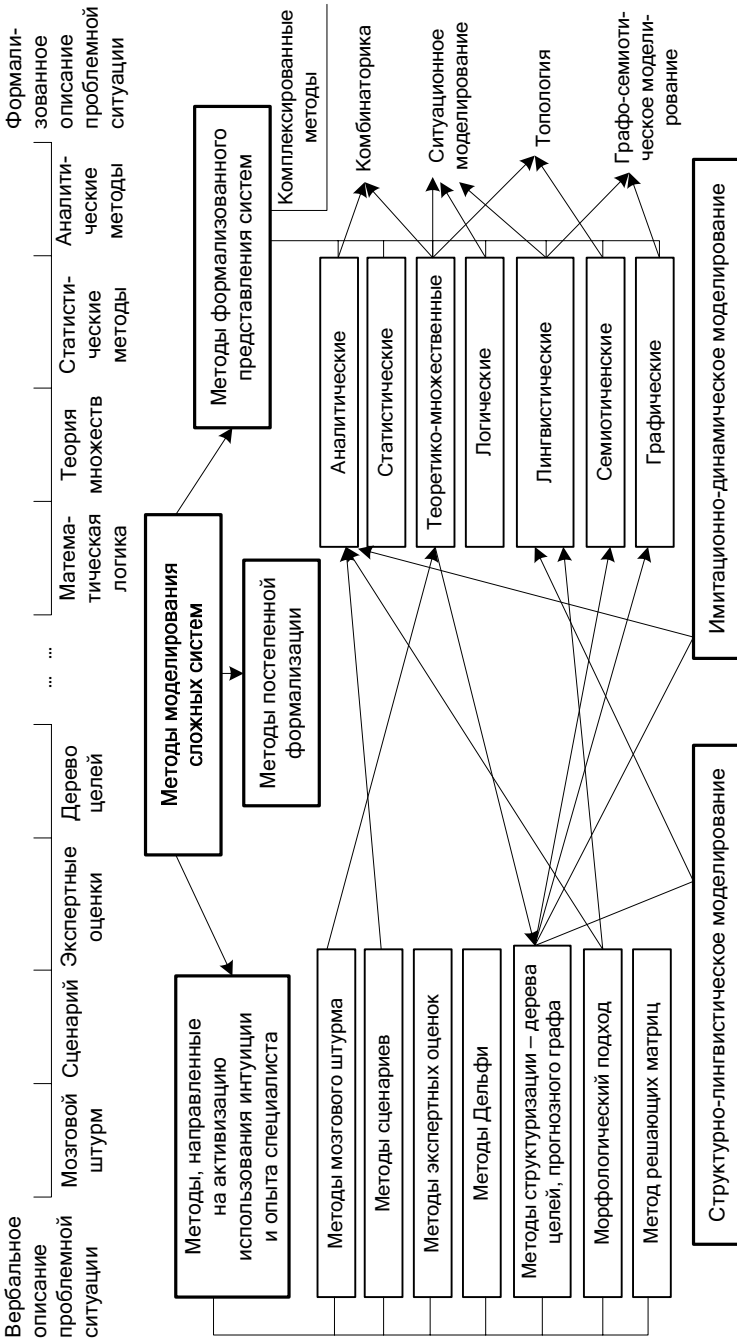 Вербальное
описание
проблемной
ситуации
Мозговой
штурм
Сценарий
Экспертные
оценки
Дерево
целей
... ...
Матема-
тическая
логика
Теория
множеств
Статисти-
ческие
методы
Аналити-
ческие
методы
Формали-
зованное
описание
проблемной
ситуации
Методы моделирования
сложных систем
Методы, направленные
на активизацию
использования интуиции
и опыта специалиста
Методы постепенной
формализации
Методы формализованного
представления систем
Комплексированные
методы
Методы мозгового штурма
Методы сценариев
Методы экспертных оценок
Методы Дельфи
Методы структуризации – дерева
целей, прогнозного графа
Морфологический подход
Метод решающих матриц
Аналитические
Статистические
Теоретико-множественные
Логические
Лингвистические
Семиотиченские
Графические
Комбинаторика
Ситуационное
моделирование
Топология
Графо-семиоти-
ческое модели-
рование
Структурно-лингвистическое моделирование
Имитационно-динамическое моделирование